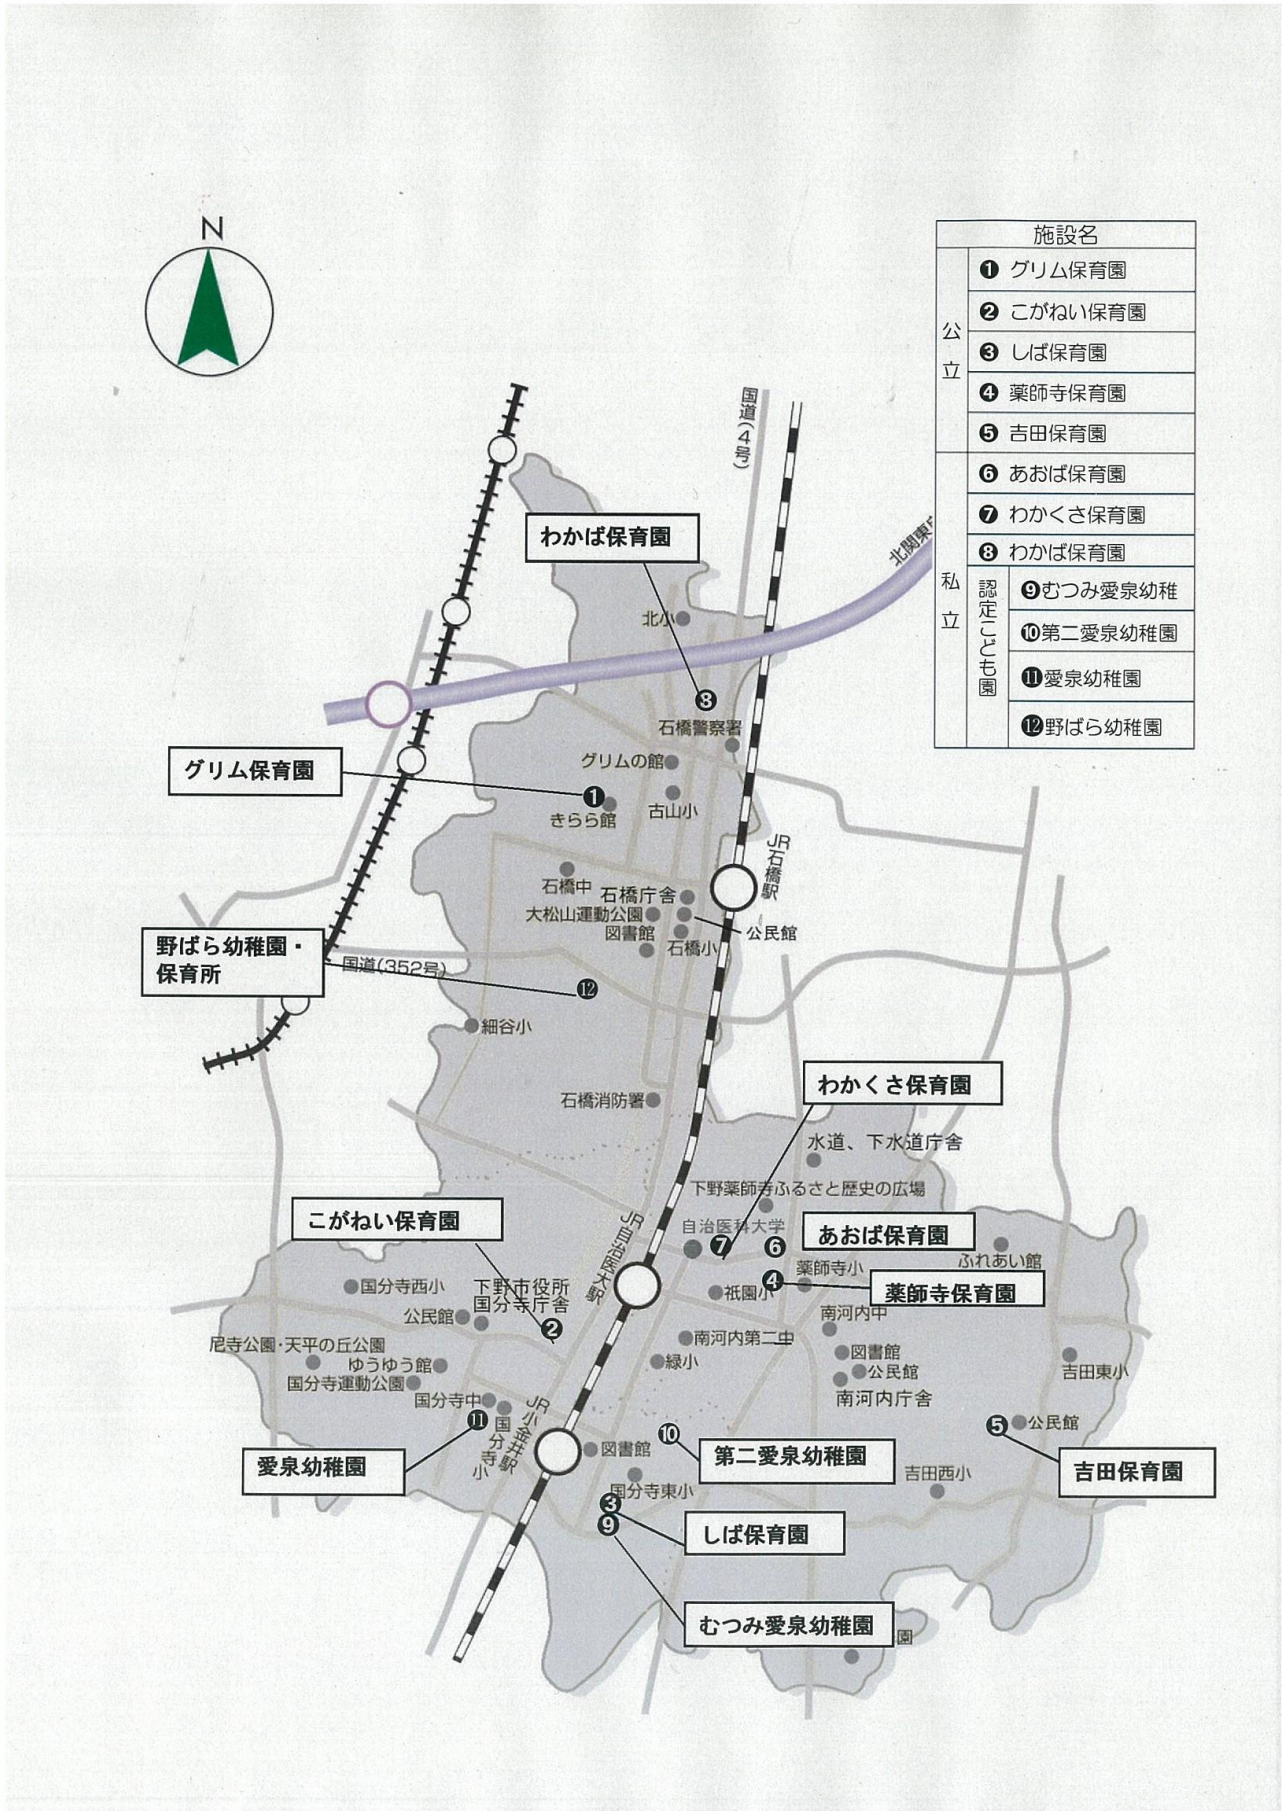 N
施設名
公立
❶ グリム保育園
❷ こがねい保育園
❸ しば保育園
❹ 薬師寺保育園
❺ 吉田保育園
私立
❻ あおば保育園
❼ わかくさ保育園
❽ わかば保育園
認定こども園
❾むつみ愛泉幼稚
❿第二愛泉幼稚園
⓫愛泉幼稚園
⓬野ばら幼稚園
国道(4号)
北関東
わかば保育園
北小
❽
石橋警察署
グリムの館
グリム保育園
❶
きらら館
古山小
JR石橋駅
石橋中
石橋庁舎
大松山運動公園
図書館
石橋小
公民館
野ばら幼稚園・
保育所
国道(352号)
⓬
細谷小
石橋消防署
わかくさ保育園
水道、下水道庁舎
下野薬師寺ふるさと歴史の広場
こがねい保育園
JR自治医大駅
自治医科大学
❼
❻
あおば保育園
ふれあい館
国分寺西小
下野市役所
国分寺庁舎
公民館
❷
祇園小
❹
薬師寺小
薬師寺保育園
南河内中
尼寺公園・天平の丘公園
ゆうゆう館
国分寺運動公園
南河内第二中
緑小
図書館
公民館
南河内庁舎
吉田東小
国分寺中
⓫
国分寺小
JR小金井駅
愛泉幼稚園
図書館
❿
第二愛泉幼稚園
❺
公民館
吉田保育園
吉田西小
国分寺東小
❸
❾
しば保育園
むつみ愛泉幼稚園
園